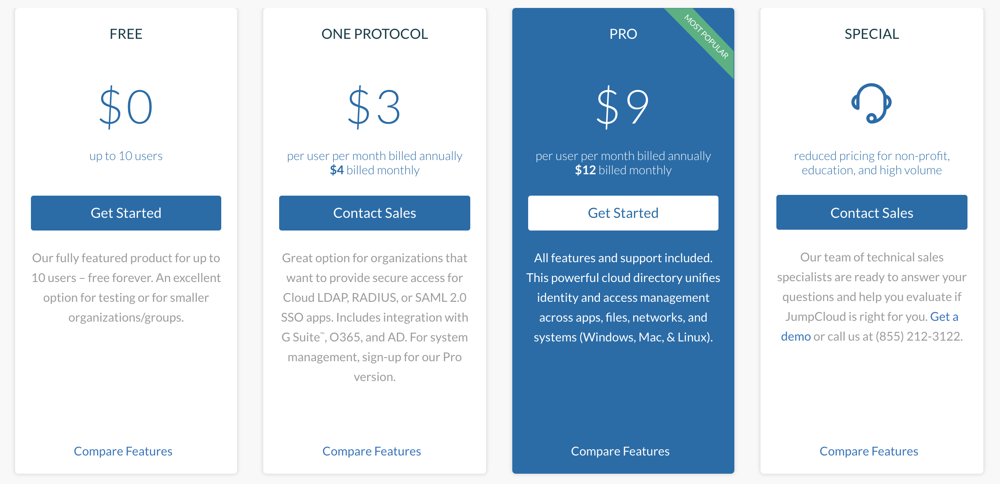 FREE
$0
up to 10 users
Get Started
Our fully featured product for up to
10 users – free forever. An excellent
option for testing or for smaller
organizations/groups.
Compare Features
ONE PROTOCOL
$3
per user per month billed annually
$4 billed monthly
Contact Sales
Great option for organizations that
want to provide secure access for
Cloud LDAP, RADIUS, or SAML 2.0
SSO apps. Includes integration with
G Suite™, O365, and AD. For system
management, sign-up for our Pro
version.
Compare Features
PRO
MOST POPULAR
$9
per user per month billed annually
$12 billed monthly
Get Started
All features and support included.
This powerful cloud directory unifies
identity and access management
across apps, files, networks, and
systems (Windows, Mac, & Linux).
Compare Features
SPECIAL
reduced pricing for non-profit,
education, and high volume
Contact Sales
Our team of technical sales
specialists are ready to answer your
questions and help you evaluate if
JumpCloud is right for you. Get a
demo or call us at (855) 212-3122.
Compare Features